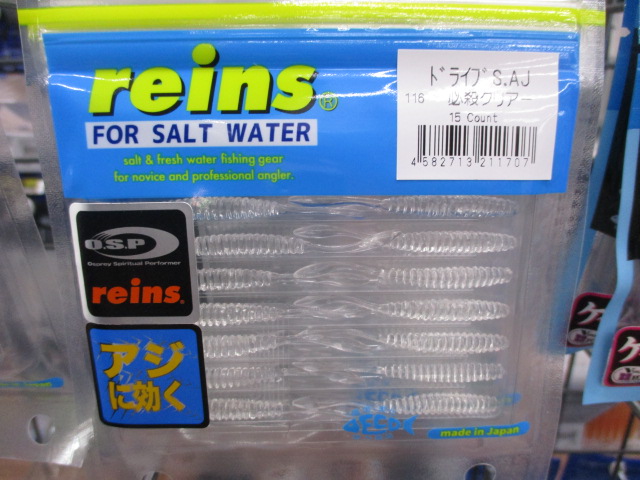 reins®
FOR SALT WATER
salt & fresh water fishing gear
for novice and professional angler.
ドライブS.AJ
116 必殺クリアー
15 Count
4582713211707
O.S.P
Osprey Spiritual Performer
reins®
アジ
に効く
made in Japan